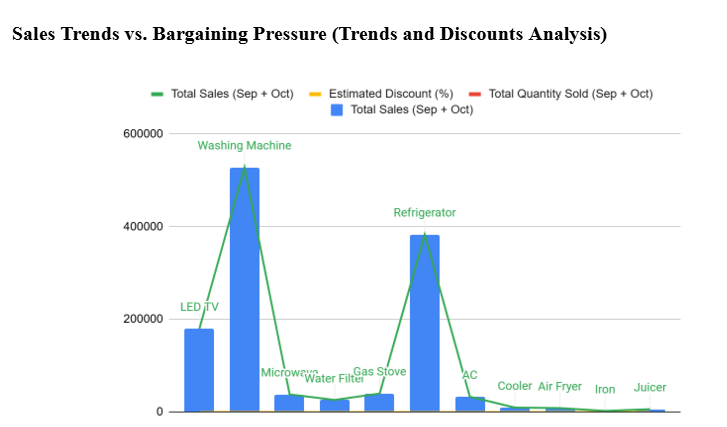 Sales Trends vs. Bargaining Pressure (Trends and Discounts Analysis)
Total Sales (Sep + Oct) Estimated Discount (%) Total Quantity Sold (Sep + Oct)
Total Sales (Sep + Oct)
600000
Washing Machine
400000
Refrigerator
LED TV
200000
Microwave Water Filter Gas Stove AC
Cooler Air Fryer Iron Juicer
0